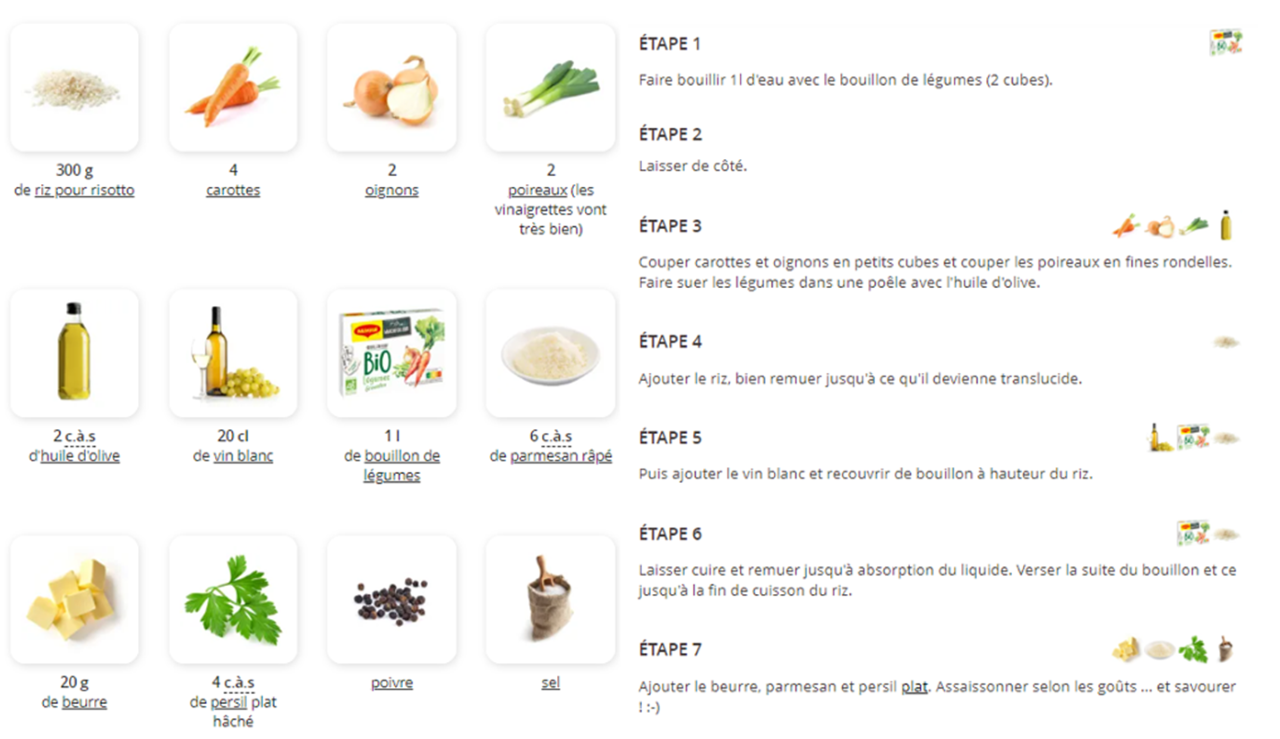 300 g
de riz pour risotto
4
carottes
2
oignons
2
poireaux (les
vinaigrettes vont
très bien)
2 c.à.s
d'huile d'olive
20 cl
de vin blanc
MAGGI
BiO
légumes
1 l
de bouillon de
légumes
6 c.à.s
de parmesan râpé
20 g
de beurre
4 c.à.s
de persil plat
hâché
poivre
sel
ÉTAPE 1
Faire bouillir 1l d'eau avec le bouillon de légumes (2 cubes).
ÉTAPE 2
Laisser de côté.
ÉTAPE 3
Couper carottes et oignons en petits cubes et couper les poireaux en fines rondelles.
Faire suer les légumes dans une poêle avec l'huile d'olive.
ÉTAPE 4
Ajouter le riz, bien remuer jusqu'à ce qu'il devienne translucide.
ÉTAPE 5
Puis ajouter le vin blanc et recouvrir de bouillon à hauteur du riz.
ÉTAPE 6
Laisser cuire et remuer jusqu'à absorption du liquide. Verser la suite du bouillon et ce
jusqu'à la fin de cuisson du riz.
ÉTAPE 7
Ajouter le beurre, parmesan et persil plat. Assaissonner selon les goûts ... et savourer
! :-)